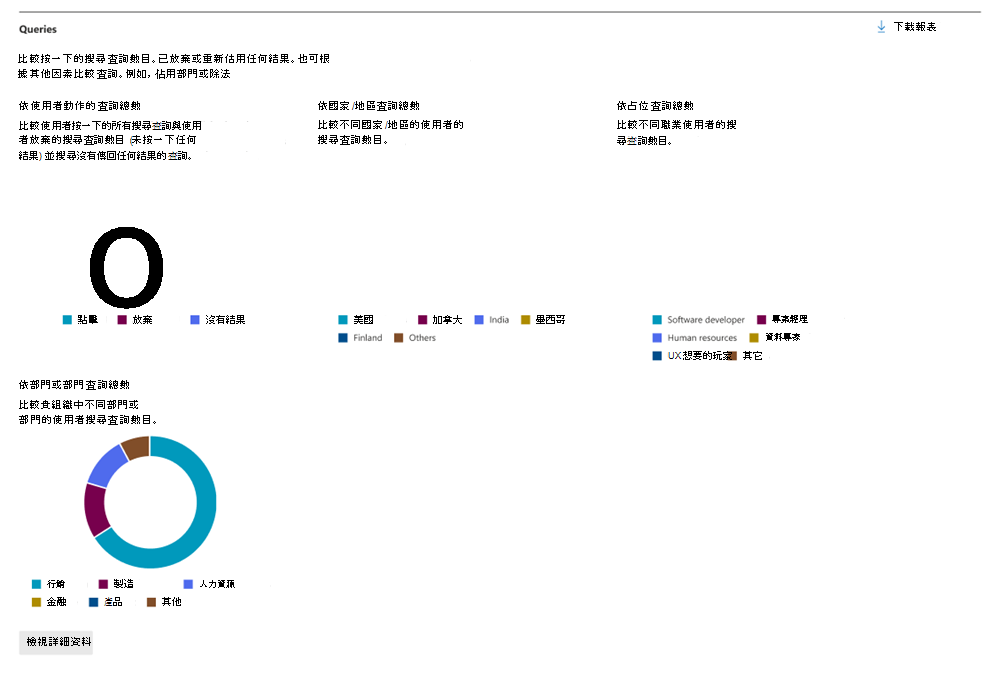 Queries
下載報表
比較按一下的搜尋查詢數目。已放棄或重新佔用任何結果。也可根
據其他因素比較查詢。例如，佔用部門或除法
依使用者動作的查詢總數
比較使用者按一下的所有搜尋查詢與使用
者放棄的搜尋查詢數目 (未按一下任何
結果) 並搜尋沒有傳回任何結果的查詢。
依國家/地區查詢總數
比較不同國家/地區的使用者的
搜尋查詢數目。
依占位查詢總數
比較不同職業使用者的搜
尋查詢數目。
O
點擊 放棄 沒有結果
美國 加拿大 India 墨西哥
Finland Others
Software developer 專案經理
Human resources 資料專家
UX 想要的玩家 其它
依部門或部門查詢總數
比較貴組織中不同部門或
部門的使用者搜尋查詢數目。
行銷 製造 人力資源
金融 產品 其他
檢視詳細資料